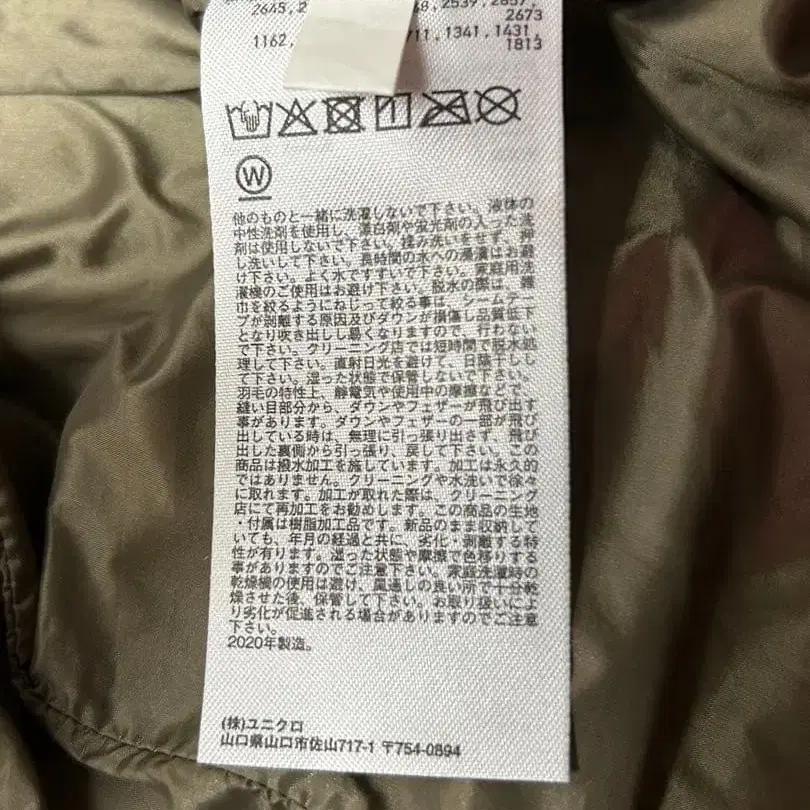 2645,2 48,2539,2857,
2673
1162, 711,1341,1431,
1813
W
他のものと一緒に洗濯しないで下さい。液体の
中性洗剤を使用し、漂白剤や蛍光剤の入った洗
剤は使用しないで下さい。揉み洗いをせず、押
し洗いして下さい。長時間の水への浸漬はお避
け下さい。よく水ですすいで下さい。家庭用洗
濯機のご使用はお避け下さい。脱水の際は、雑
巾を絞るようにねじって絞る事は、シームテー
プが剥離する原因及びダウンが損傷し品質低下
となり吹き出しし易くなりますので、行わない
で下さい。クリーニング店では短時間で脱水処
理して下さい。直射日光を避けて、日陰干しし
て下さい。湿った状態で保管しないで下さい。
羽毛の特性上、静電気や使用中の摩擦などで、
縫い目部分から、ダウンやフェザーが飛び出す
事があります。ダウンやフェザーの一部が飛び
出している時は、無理に引っ張り出さず、飛び
出した裏側から引っ張り、戻して下さい。この
商品は撥水加工を施しています。加工は永久的
ではありません。クリーニングや水洗いで徐々
に取れます。加工が取れた際は、クリーニング
店にて再加工をお勧めします。この商品の生地
・付属は樹脂加工品です。新品のまま収納して
いても、年月の経過と共に、劣化・剥離する特
性が有ります。湿った状態や摩擦で色移りする
事がありますのでご注意下さい。家庭洗濯時の
乾燥機の使用は避け、風通しの良い所で十分乾
燥させた後、保管して下さい。お取り扱いによ
り劣化が促進される場合がありますのでご注意
下さい。
2020年製造。
(株)ユニクロ
山口県山口市佐山717-1 〒754-0894